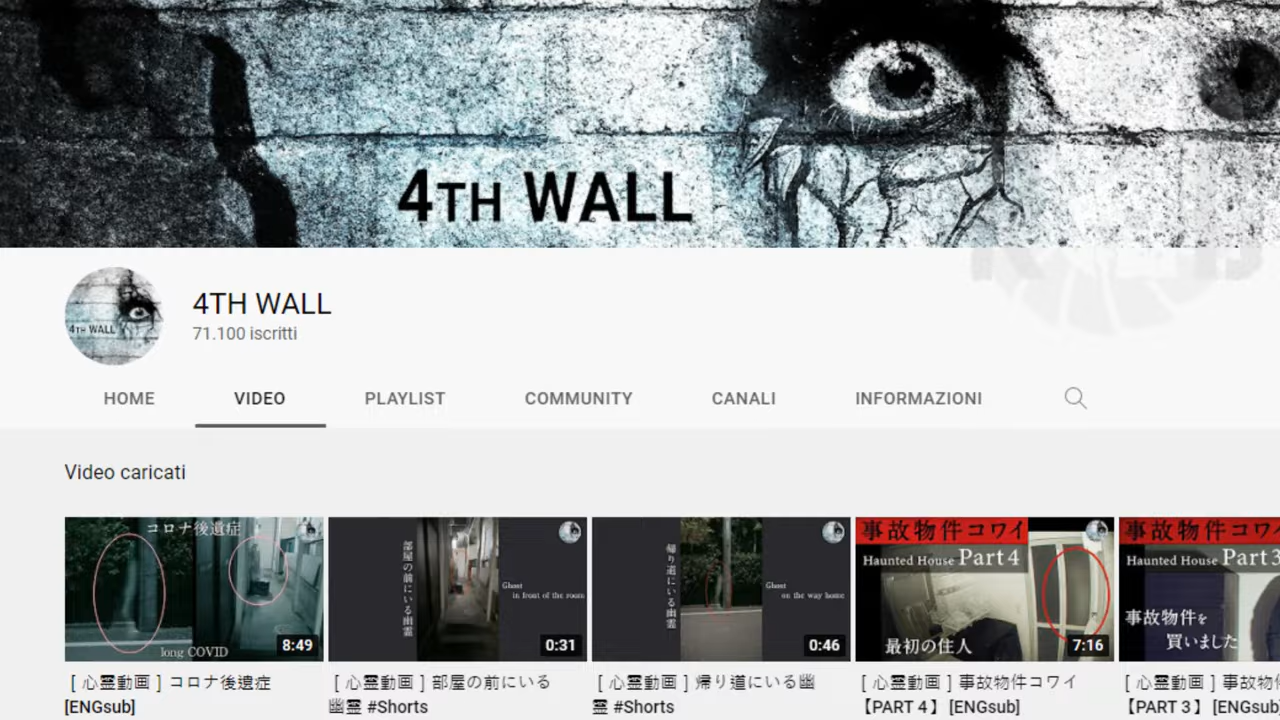 4TH WALL
4TH WALL
4TH WALL
71.100 iscritti
HOME
VIDEO
PLAYLIST
COMMUNITY
CANALI
INFORMAZIONI
Video caricati
コロナ後遺症
long COVID
8:49
部屋の前にいる幽霊
Ghost
in front of the room
0:31
帰り道にいる幽霊
Ghost
on the way home
0:46
事故物件コワイ
Haunted House Part4
最初の住人
7:16
事故物件コワイ
Haunted House Part3
事故物件を
買いました
[ 心霊動画 ] コロナ後遺症
[ENGsub]
[ 心霊動画 ] 部屋の前にいる
幽霊 #Shorts
[ 心霊動画 ] 帰り道にいる幽
霊 #Shorts
[ 心霊動画 ] 事故物件コワイ
【PART 4】 [ENGsub]
[ 心霊動画 ] 事故物件
【PART 3】 [ENGsub